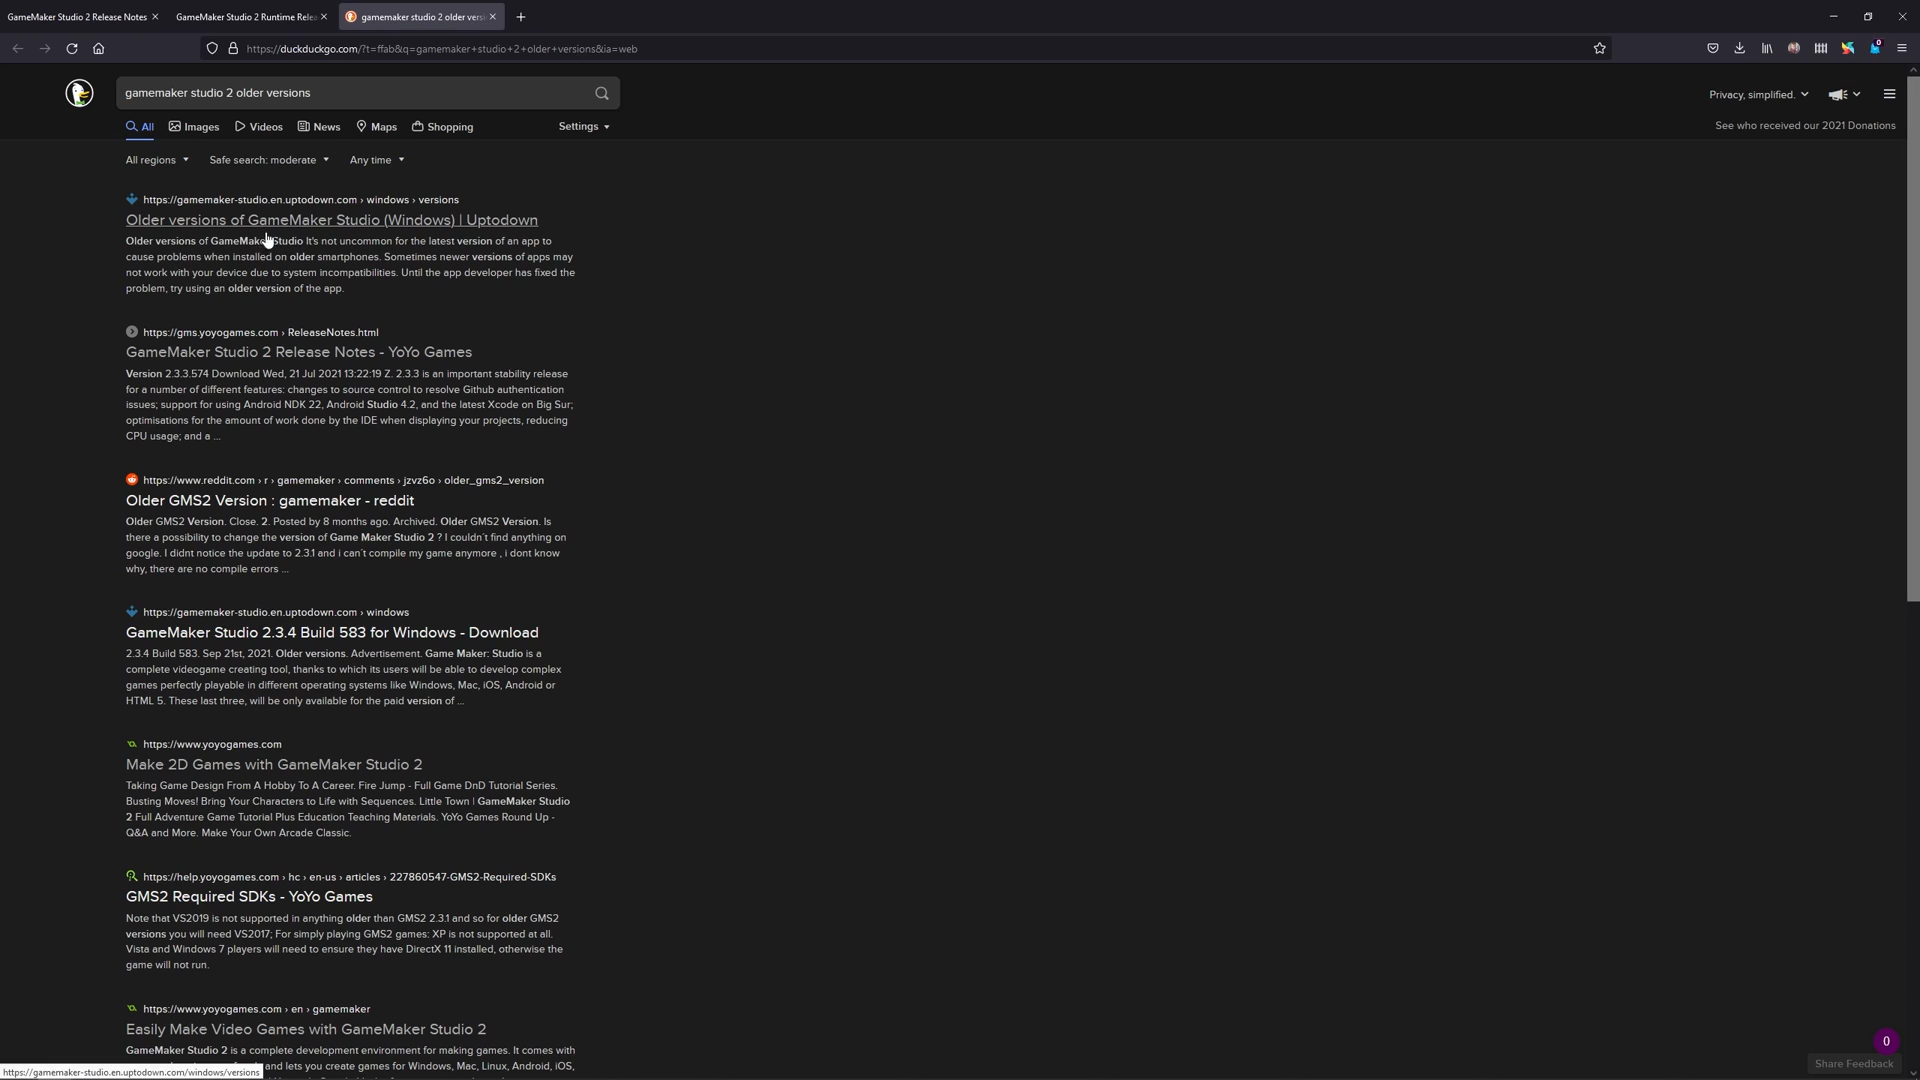 GameMaker Studio 2 Release Notes
GameMaker Studio 2 Runtime Rele
gamemaker studio 2 older versi
https://duckduckgo.com/?t=ffab&q=gamemaker+studio+2+older+versions&ia=web
0
gamemaker studio 2 older versions
Privacy, simplified.
All Images Videos News Maps Shopping Settings
See who received our 2021 Donations
All regions Safe search: moderate Any time
https://gamemaker-studio.en.uptodown.com › windows › versions
Older versions of GameMaker Studio (Windows) | Uptodown
Older versions of GameMaker Studio It's not uncommon for the latest version of an app to
cause problems when installed on older smartphones. Sometimes newer versions of apps may
not work with your device due to system incompatibilities. Until the app developer has fixed the
problem, try using an older version of the app.
https://gms.yoyogames.com › ReleaseNotes.html
GameMaker Studio 2 Release Notes - YoYo Games
Version 2.3.3.574 Download Wed, 21 Jul 2021 13:22:19 Z. 2.3.3 is an important stability release
for a number of different features: changes to source control to resolve Github authentication
issues; support for using Android NDK 22, Android Studio 4.2, and the latest Xcode on Big Sur;
optimisations for the amount of work done by the IDE when displaying your projects, reducing
CPU usage; and a ...
https://www.reddit.com › r › gamemaker › comments › jzvz6o › older_gms2_version
Older GMS2 Version : gamemaker - reddit
Older GMS2 Version. Close. 2. Posted by 8 months ago. Archived. Older GMS2 Version. Is
there a possibility to change the version of Game Maker Studio 2 ? I couldn´t find anything on
google. I didnt notice the update to 2.3.1 and i can´t compile my game anymore , i dont know
why, there are no compile errors ...
https://gamemaker-studio.en.uptodown.com › windows
GameMaker Studio 2.3.4 Build 583 for Windows - Download
2.3.4 Build 583. Sep 21st, 2021. Older versions. Advertisement. Game Maker: Studio is a
complete videogame creating tool, thanks to which its users will be able to develop complex
games perfectly playable in different operating systems like Windows, Mac, iOS, Android or
HTML 5. These last three, will be only available for the paid version of ...
https://www.yoyogames.com
Make 2D Games with GameMaker Studio 2
Taking Game Design From A Hobby To A Career. Fire Jump - Full Game DnD Tutorial Series.
Busting Moves! Bring Your Characters to Life with Sequences. Little Town | GameMaker Studio
2 Full Adventure Game Tutorial Plus Education Teaching Materials. YoYo Games Round Up -
Q&A and More. Make Your Own Arcade Classic.
https://help.yoyogames.com › hc › en-us › articles › 227860547-GMS2-Required-SDKs
GMS2 Required SDKs - YoYo Games
Note that VS2019 is not supported in anything older than GMS2 2.3.1 and so for older GMS2
versions you will need VS2017; For simply playing GMS2 games: XP is not supported at all.
Vista and Windows 7 players will need to ensure they have DirectX 11 installed, otherwise the
game will not run.
https://www.yoyogames.com › en › gamemaker
Easily Make Video Games with GameMaker Studio 2
GameMaker Studio 2 is a complete development environment for making games. It comes with
and lets you create games for Windows, Mac, Linux, Android, iOS,
0
Share Feedback
https://gamemaker-studio.en.uptodown.com/windows/versions